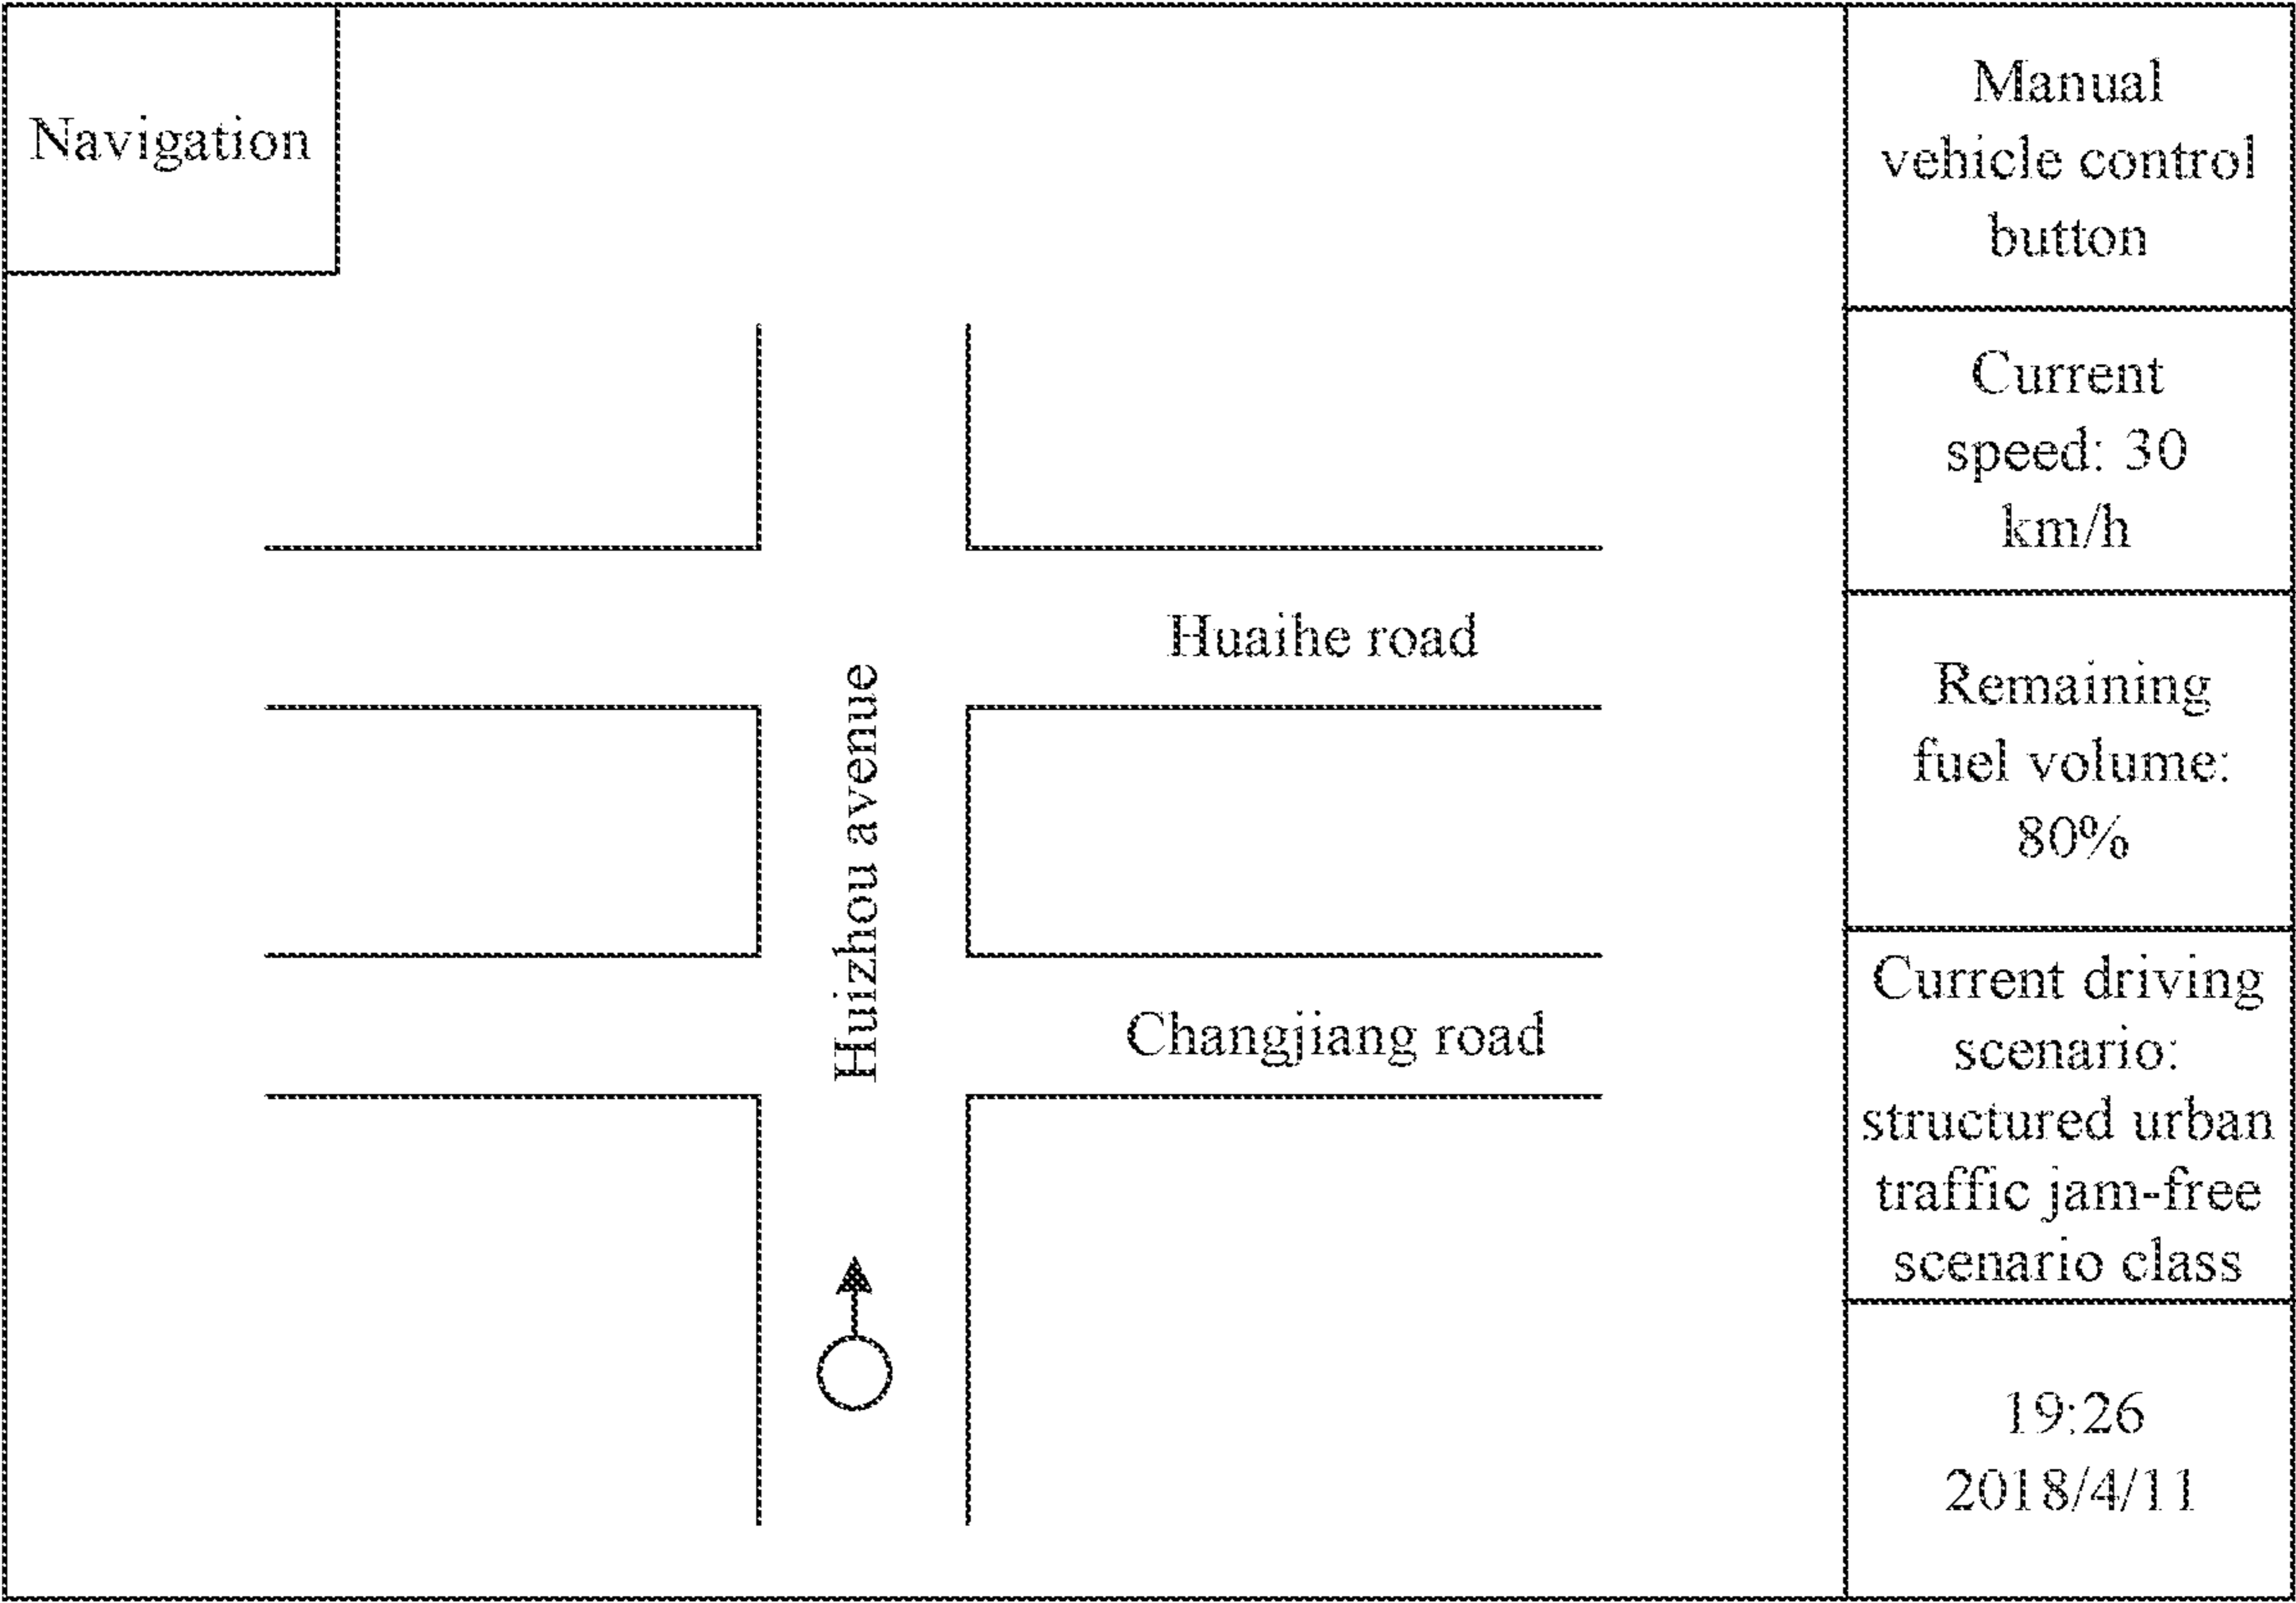 Navigation
Huaihe road
Huizhou avenue
Changjiang road
Manual
vehicle control
button
Current
speed: 30
km/h
Remaining
fuel volume:
80%
Current driving
scenario:
structured urban
traffic jam-free
scenario class
19:26
2018/4/11